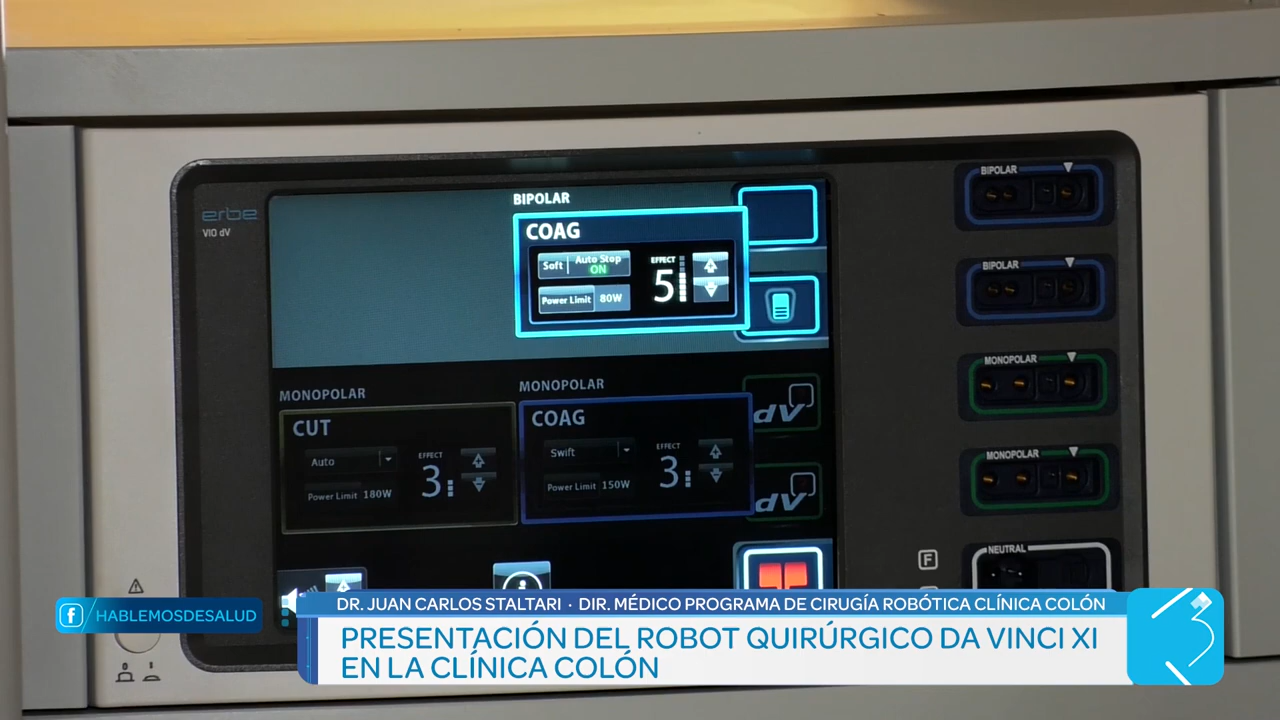 erbe
VIO dV
BIPOLAR
COAG
Soft
Auto Stop
ON
Power Limit
80W
EFFECT
5
MONOPOLAR
CUT
Auto
Power Limit 180W
EFFECT
3
MONOPOLAR
COAG
Swift
Power Limit 150W
EFFECT
3
dV
dV
BIPOLAR
BIPOLAR
MONOPOLAR
MONOPOLAR
NEUTRAL
F
f HABLEMOSDESALUD
DR. JUAN CARLOS STALTARI · DIR. MÉDICO PROGRAMA DE CIRUGÍA ROBÓTICA CLÍNICA COLÓN
PRESENTACIÓN DEL ROBOT QUIRÚRGICO DA VINCI XI
EN LA CLÍNICA COLÓN
3